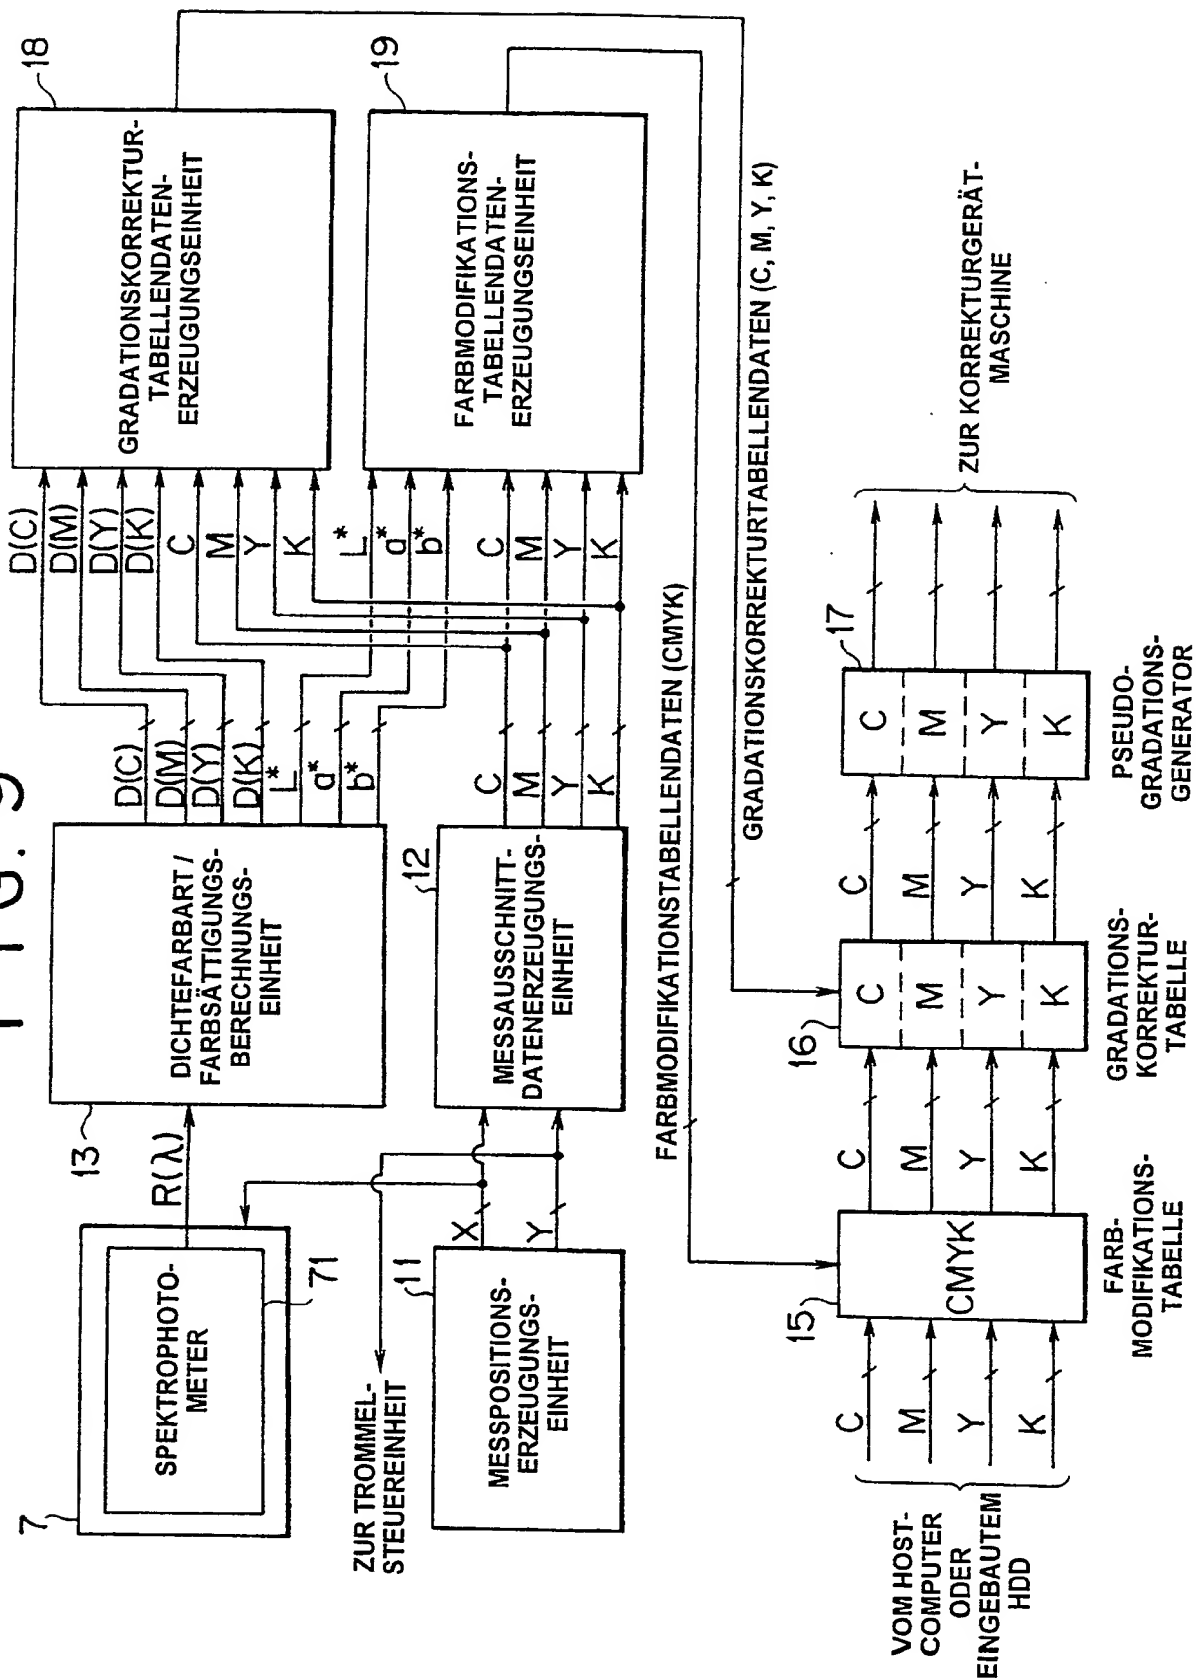 FIG. 9
7
SPEKTROPHOTO-
METER
71
R(λ)
13
DICHTEFARBART /
FARBSÄTTIGUNGS-
BERECHNUNGS-
EINHEIT
D(C)
D(M)
D(Y)
D(K)
L*
a*
b*
D(C)
D(M)
D(Y)
D(K)
C
M
Y
K
18
GRADATIONSKORREKTUR-
TABELLENDATEN-
ERZEUGUNGSEINHEIT
ZUR TROMMEL-
STEUEREINHEIT
11
MESSPOSITIONS-
ERZEUGUNGS-
EINHEIT
X
Y
12
MESSAUSSCHNITT-
DATENERZEUGUNGS-
EINHEIT
C
M
Y
K
L*
a*
b*
C
M
Y
K
19
FARBMODIFIKATIONS-
TABELLENDATEN-
ERZEUGUNGSEINHEIT
FARBMODIFIKATIONSTABELLENDATEN (CMYK)
GRADATIONSKORREKTURTABELLENDATEN (C, M, Y, K)
VOM HOST-
COMPUTER
ODER
EINGEBAUTEM
HDD
C
M
Y
K
15
CMYK
FARB-
MODIFIKATIONS-
TABELLE
C
M
Y
K
16
C
M
Y
K
GRADATIONS-
KORREKTUR-
TABELLE
C
M
Y
K
17
C
M
Y
K
PSEUDO-
GRADATIONS-
GENERATOR
ZUR KORREKTURGERÄT-
MASCHINE